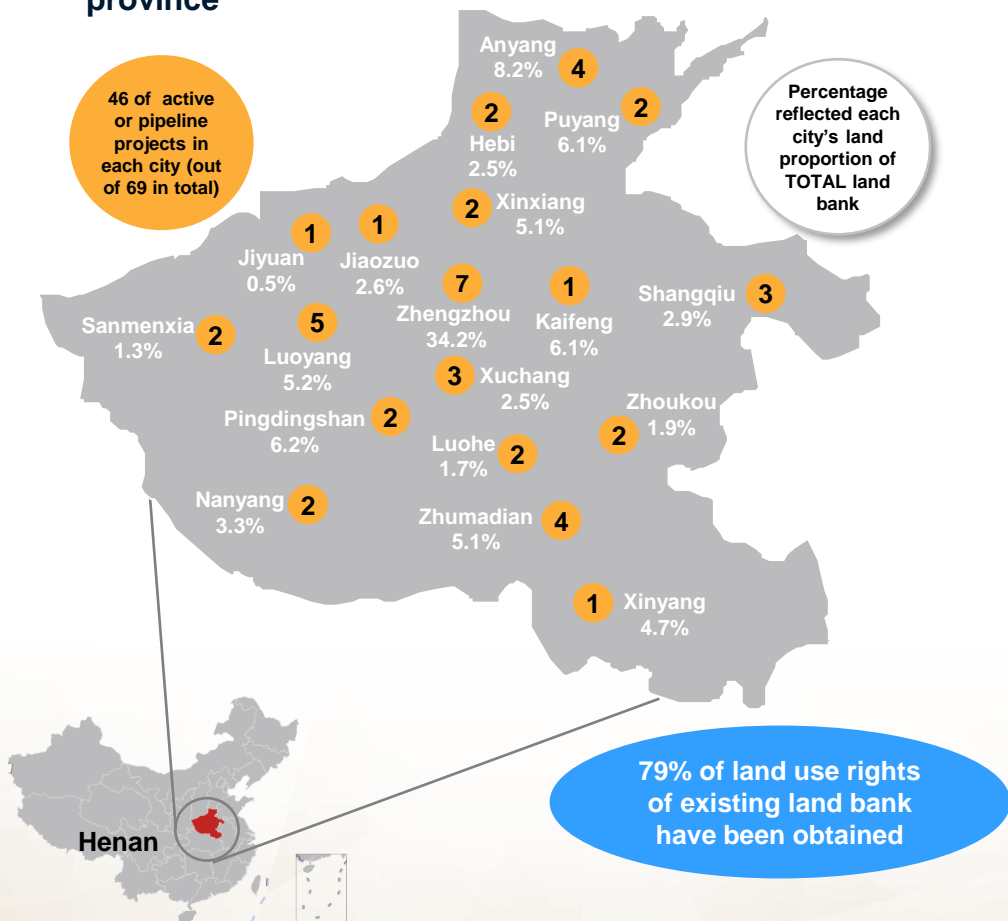 province
46 of active
or pipeline
projects in
each city (out
of 69 in total)
Percentage
reflected each
city's land
proportion of
TOTAL land
bank
Anyang
8.2%
4
2
Hebi
2.5%
Puyang
6.1%
2
2
Xinxiang
5.1%
1
Jiyuan
0.5%
1
Jiaozuo
2.6%
7
Zhengzhou
34.2%
1
Kaifeng
6.1%
Shangqiu
2.9%
3
Sanmenxia
1.3%
2
5
Luoyang
5.2%
3
Xuchang
2.5%
Pingdingshan
6.2%
2
Luohe
1.7%
2
Zhoukou
1.9%
2
Nanyang
3.3%
2
Zhumadian
5.1%
4
1
Xinyang
4.7%
79% of land use rights
of existing land bank
have been obtained
Henan